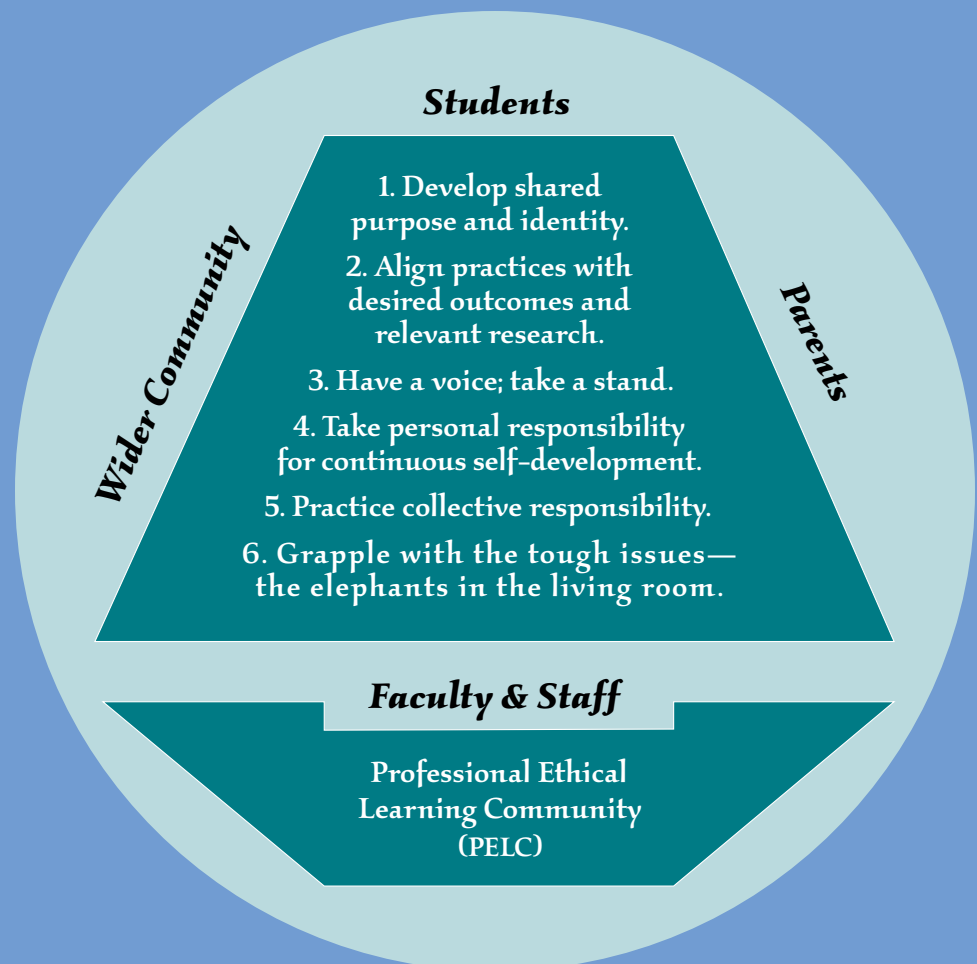 Students
1. Develop shared
purpose and identity.
2. Align practices with
desired outcomes and
relevant research.
3. Have a voice; take a stand.
4. Take personal responsibility
for continuous self-development.
5. Practice collective responsibility.
6. Grapple with the tough issues—
the elephants in the living room.
Wider Community
Parents
Faculty & Staff
Professional Ethical
Learning Community
(PELC)